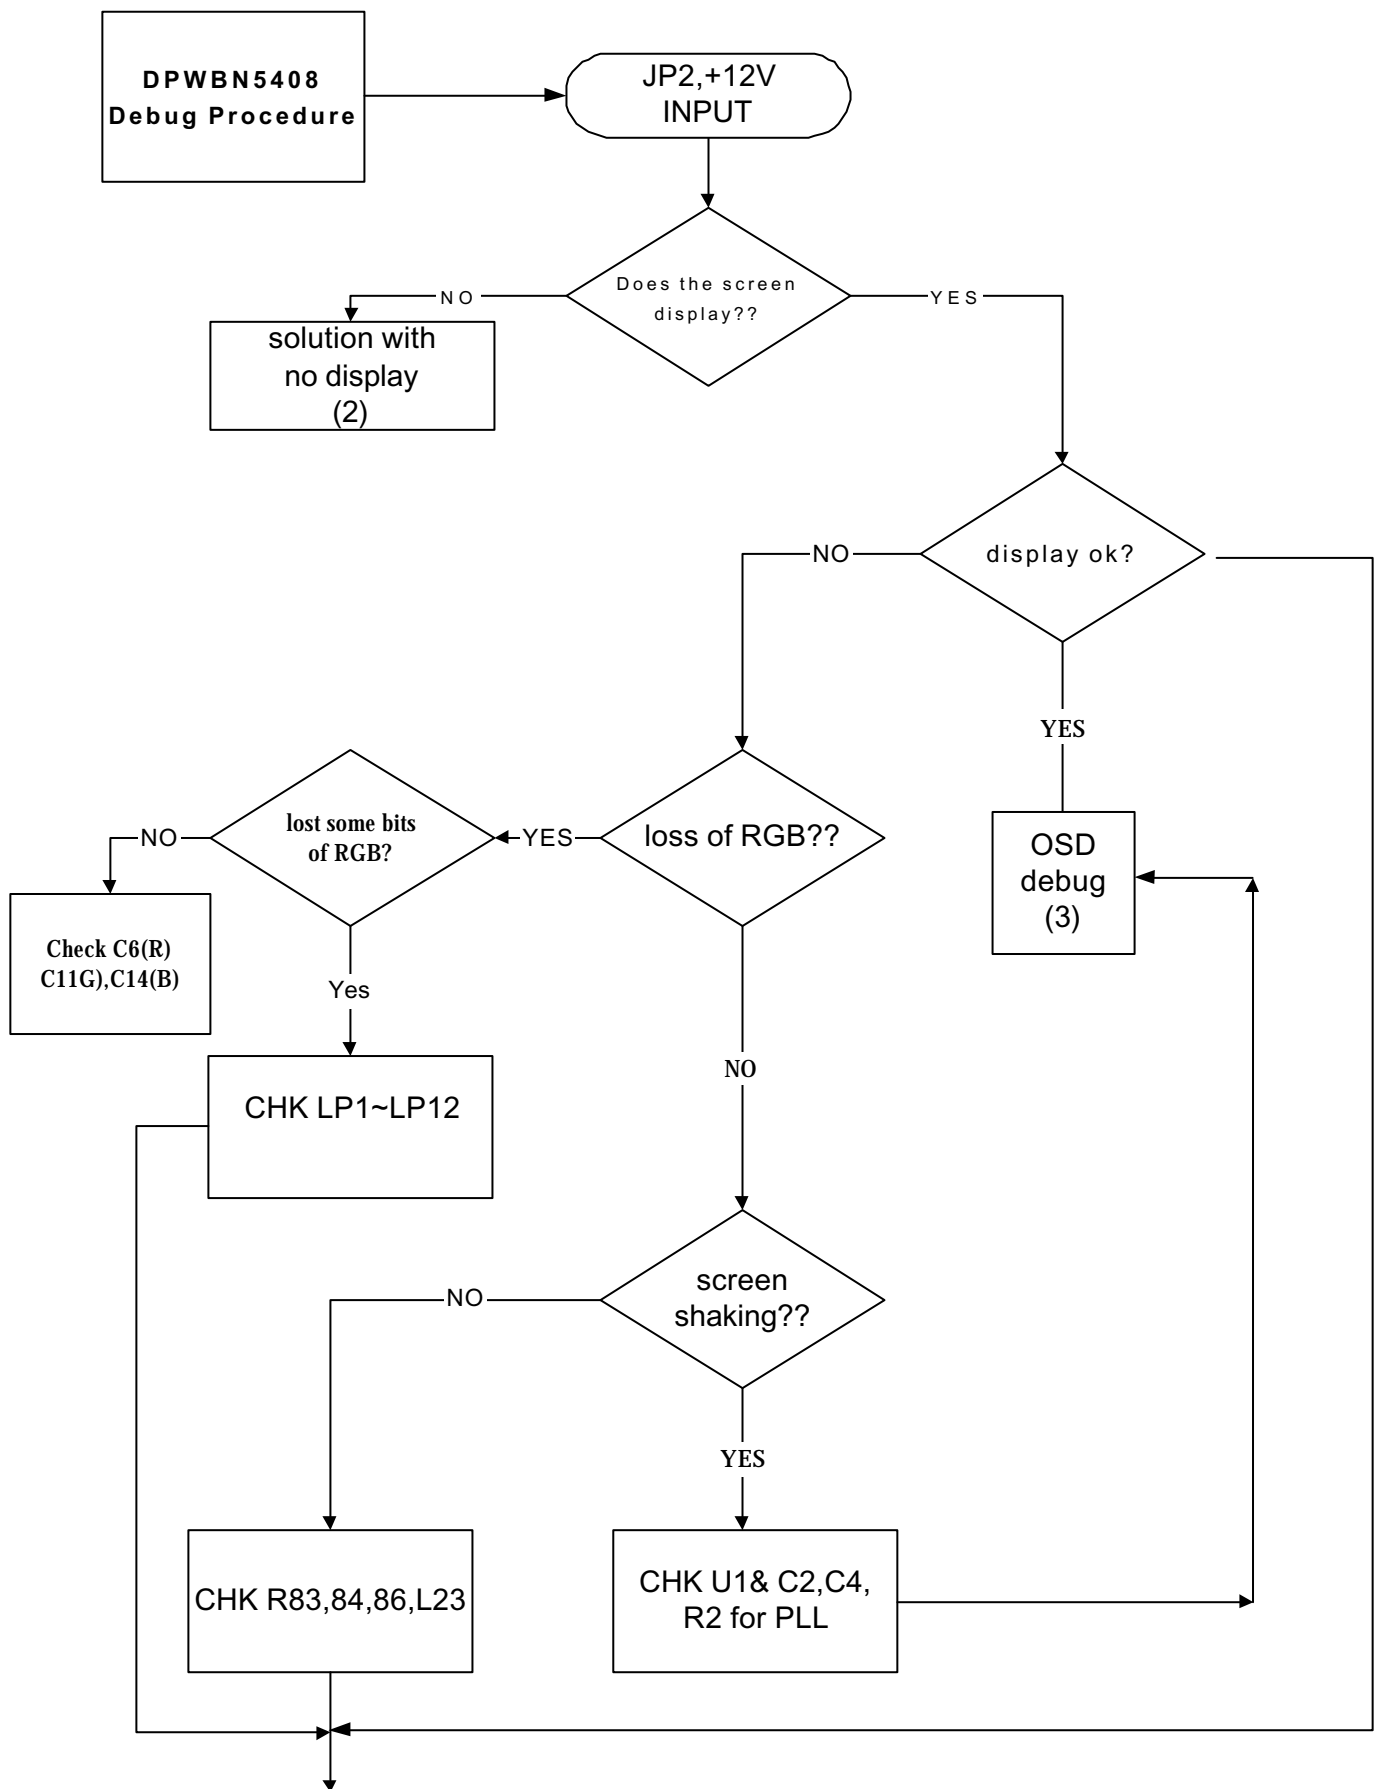 DPWBN5408
Debug Procedure
JP2,+12V
INPUT
Does the screen
display??
NO
YES
solution with
no display
(2)
display ok?
NO
YES
loss of RGB??
YES
lost some bits
of RGB?
NO
OSD
debug
(3)
Check C6(R)
C11G),C14(B)
Yes
NO
CHK LP1~LP12
screen
shaking??
NO
YES
CHK R83,84,86,L23
CHK U1& C2,C4,
R2 for PLL